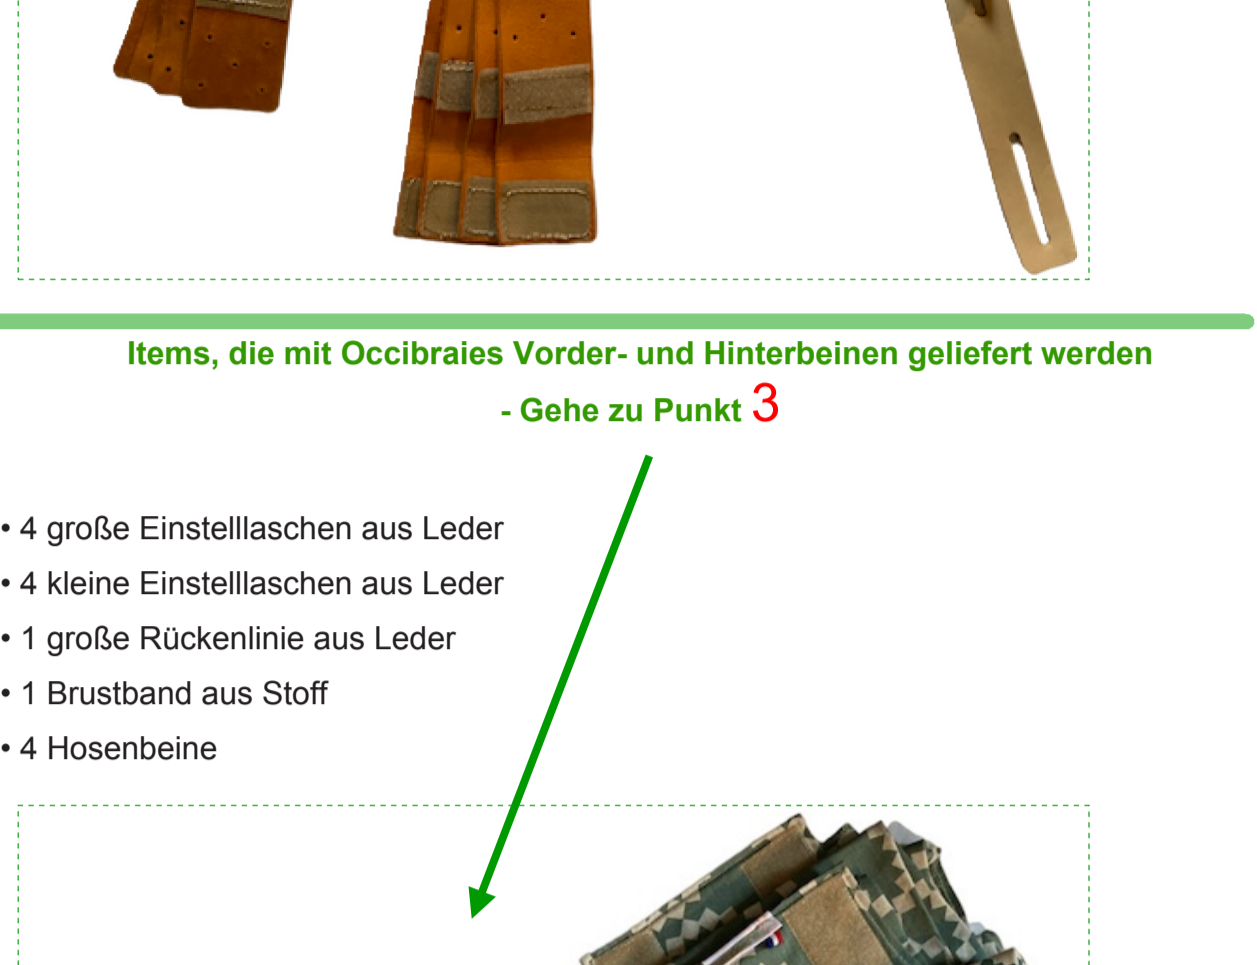 Items, die mit Occibraies Vorder- und Hinterbeinen geliefert werden
- Gehe zu Punkt 3
• 4 große Einstelllaschen aus Leder
• 4 kleine Einstelllaschen aus Leder
• 1 große Rückenlinie aus Leder
• 1 Brustband aus Stoff
• 4 Hosenbeine